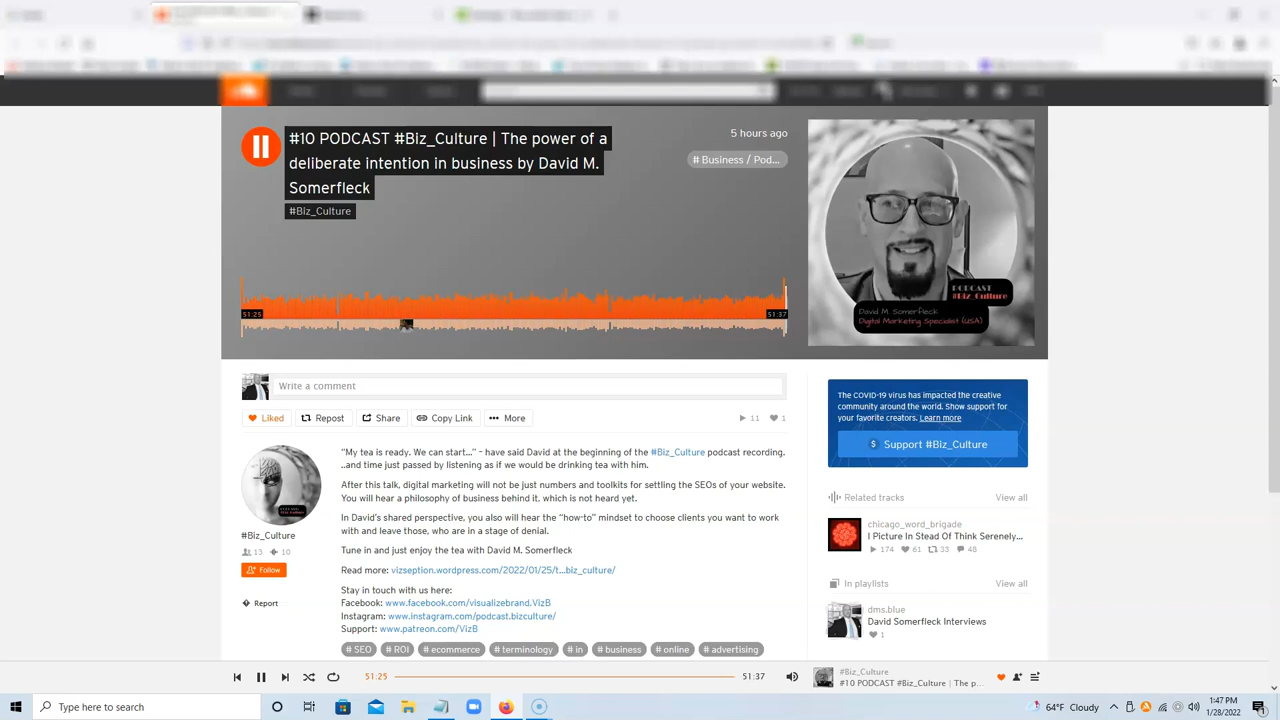 #10 PODCAST #Biz_Culture | The power of a
deliberate intention in business by David M.
Somerfleck
#Biz_Culture
5 hours ago
# Business / Pod...
51:25
51:37
PODCAST
#Biz_Culture
David M. Somerfleck
Digital Marketing Specialist (USA)
Write a comment
Liked
Repost
Share
Copy Link
More
11
1
The COVID-19 virus has impacted the creative
community around the world. Show support for
your favorite creators. Learn more
Support #Biz_Culture
"My tea is ready. We can start..." – have said David at the beginning of the #Biz_Culture podcast recording.
..and time just passed by listening as if we would be drinking tea with him.
After this talk, digital marketing will not be just numbers and toolkits for settling the SEOs of your website.
You will hear a philosophy of business behind it, which is not heard yet.
In David's shared perspective, you also will hear the "how-to" mindset to choose clients you want to work
with and leave those, who are in a stage of denial.
Tune in and just enjoy the tea with David M. Somerfleck
Read more: vizseption.wordpress.com/2022/01/25/t...biz_culture/
Stay in touch with us here:
Facebook: www.facebook.com/visualizebrand.VizB
Instagram: www.instagram.com/podcast.bizculture/
Support: www.patreon.com/VizB
# SEO
# ROI
# ecommerce
# terminology
# in
# business
# online
# advertising
#Biz_Culture
13
10
Follow
Report
Related tracks
View all
chicago_word_brigade
I Picture In Stead Of Think Serenely...
174
61
33
48
In playlists
View all
dms.blue
David Somerfleck Interviews
1
51:25
51:37
#Biz_Culture
#10 PODCAST #Biz_Culture | The p...
Type here to search
64°F Cloudy
1:47 PM
1/28/2022